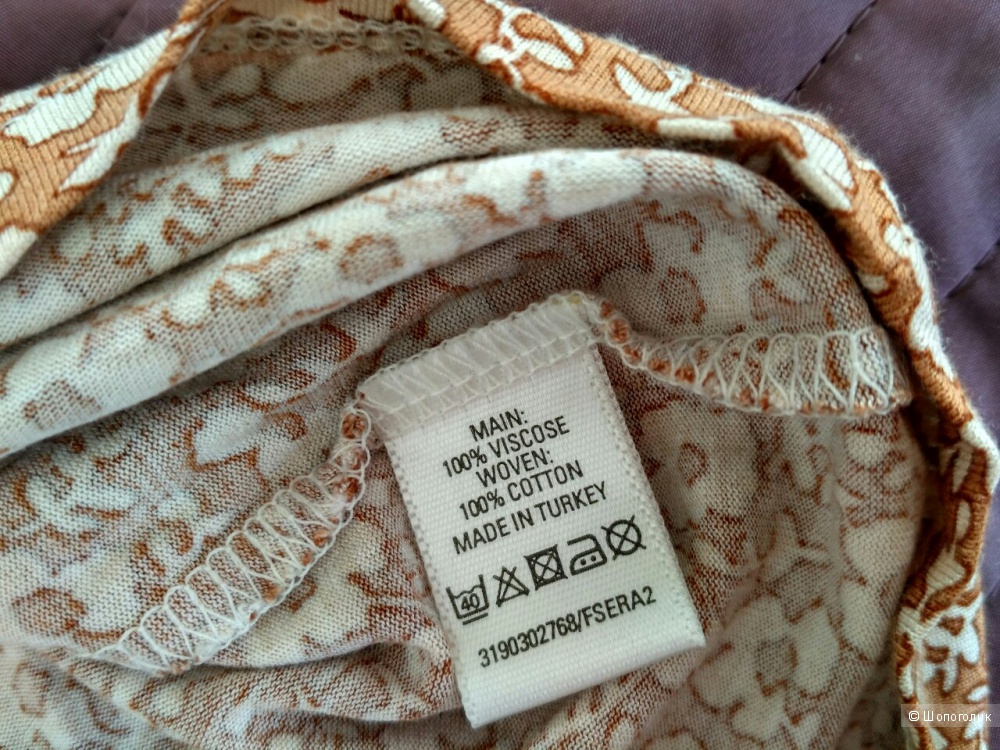 MAIN:
100% VISCOSE
WOVEN:
100% COTTON
MADE IN TURKEY
40
3190302768/FSERA2
© Шопоголик